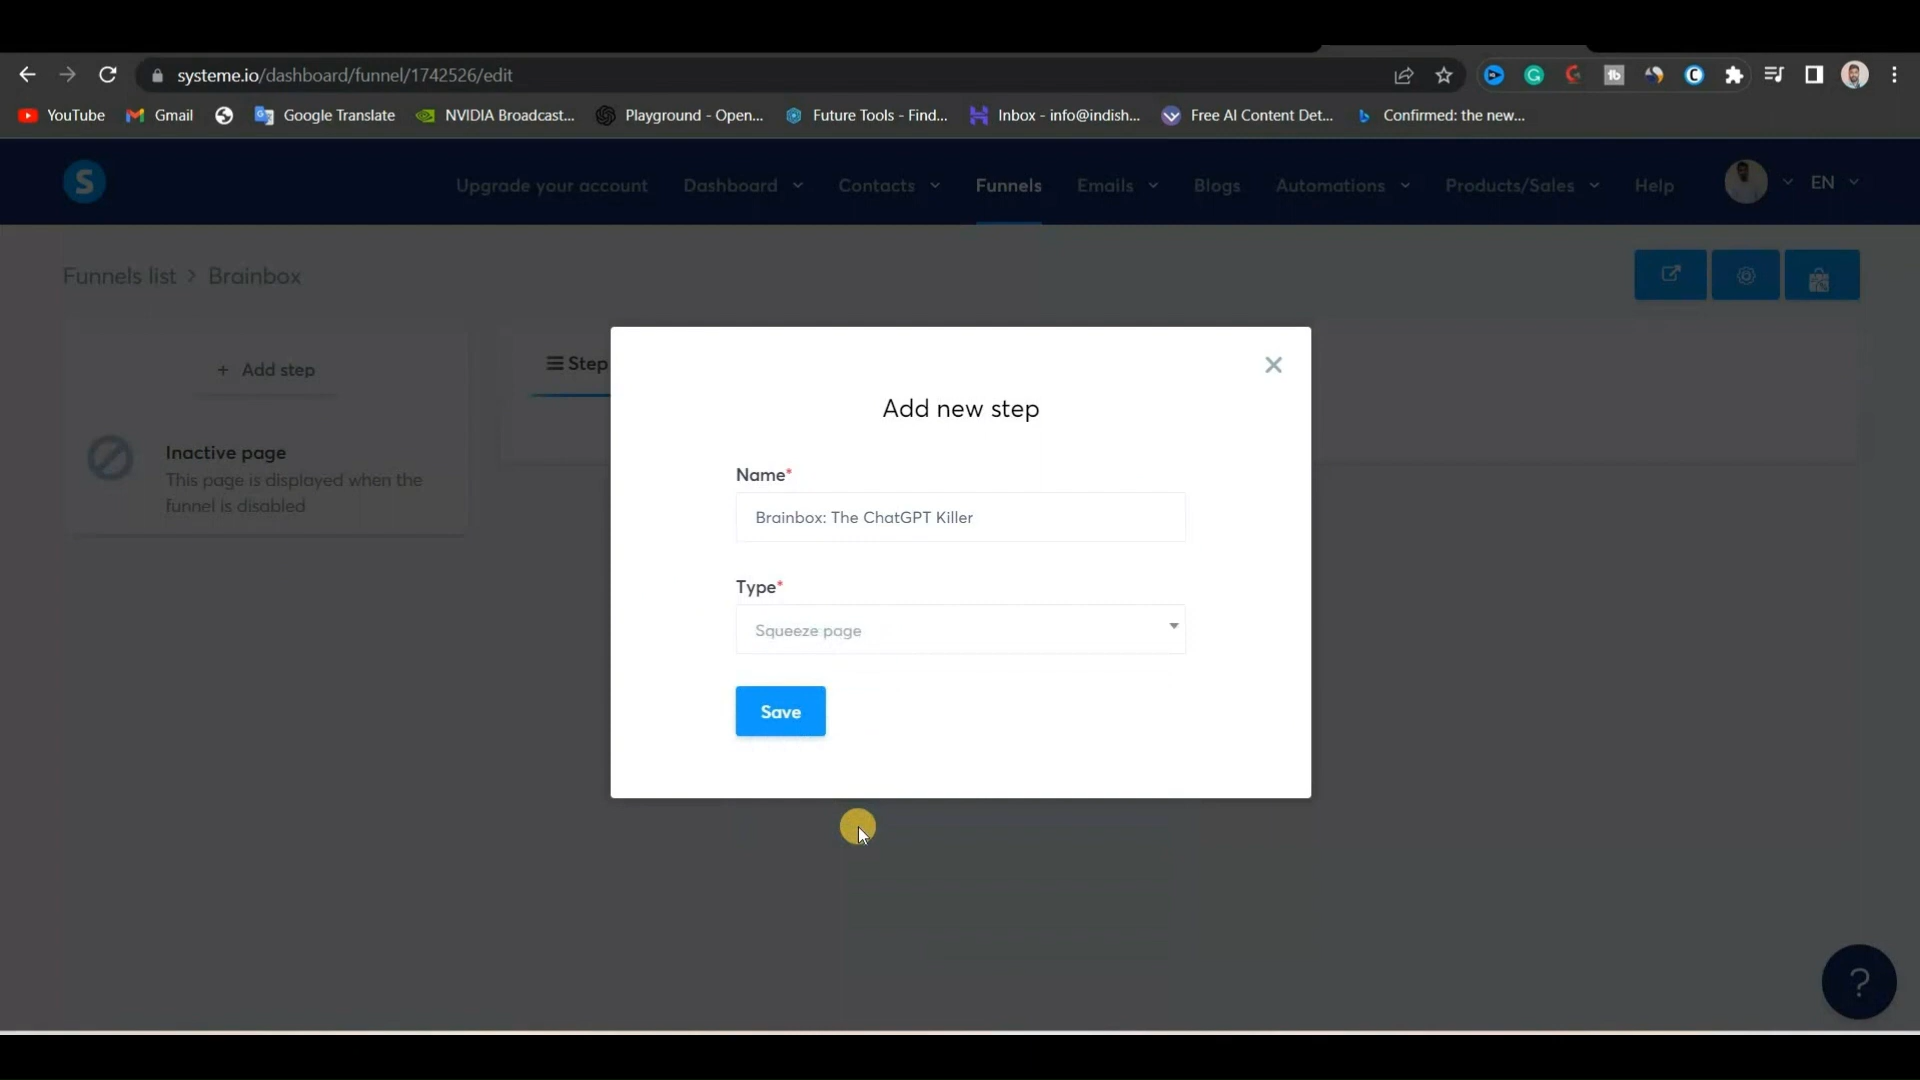 systeme.io/dashboard/funnel/1742526/edit
YouTube Gmail Google Translate NVIDIA Broadcast... Playground - Open... Future Tools - Find... Inbox - info@indish... Free AI Content Det... Confirmed: the new...
S Upgrade your account Dashboard Contacts Funnels Emails Blogs Automations Products/Sales Help EN
Funnels list > Brainbox
+ Add step
Step
Inactive page
This page is displayed when the
funnel is disabled
Add new step
Name*
Brainbox: The ChatGPT Killer
Type*
Squeeze page
Save
?